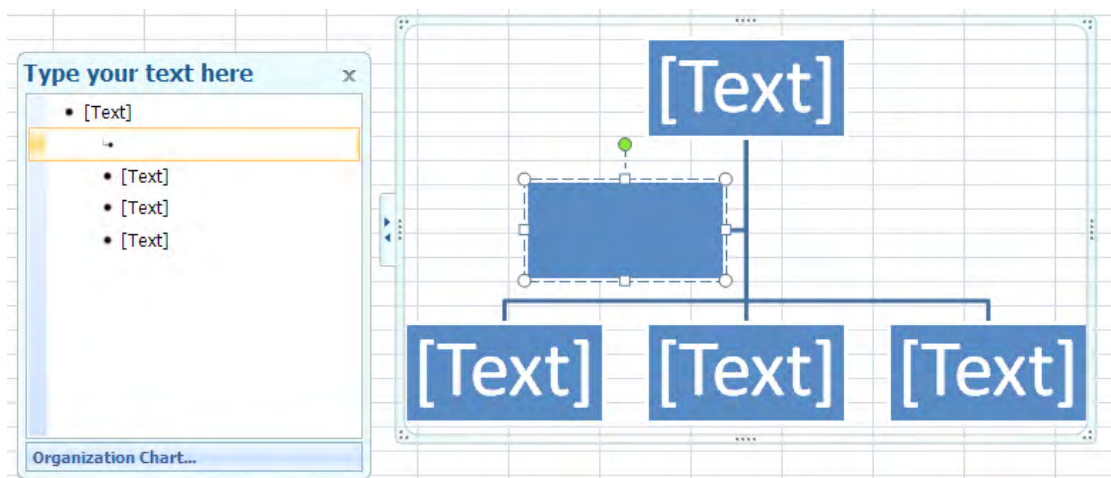 Type your text here x
[Text]
[Text]
[Text]
[Text]
Organization Chart...
[Text]
[Text] [Text] [Text]